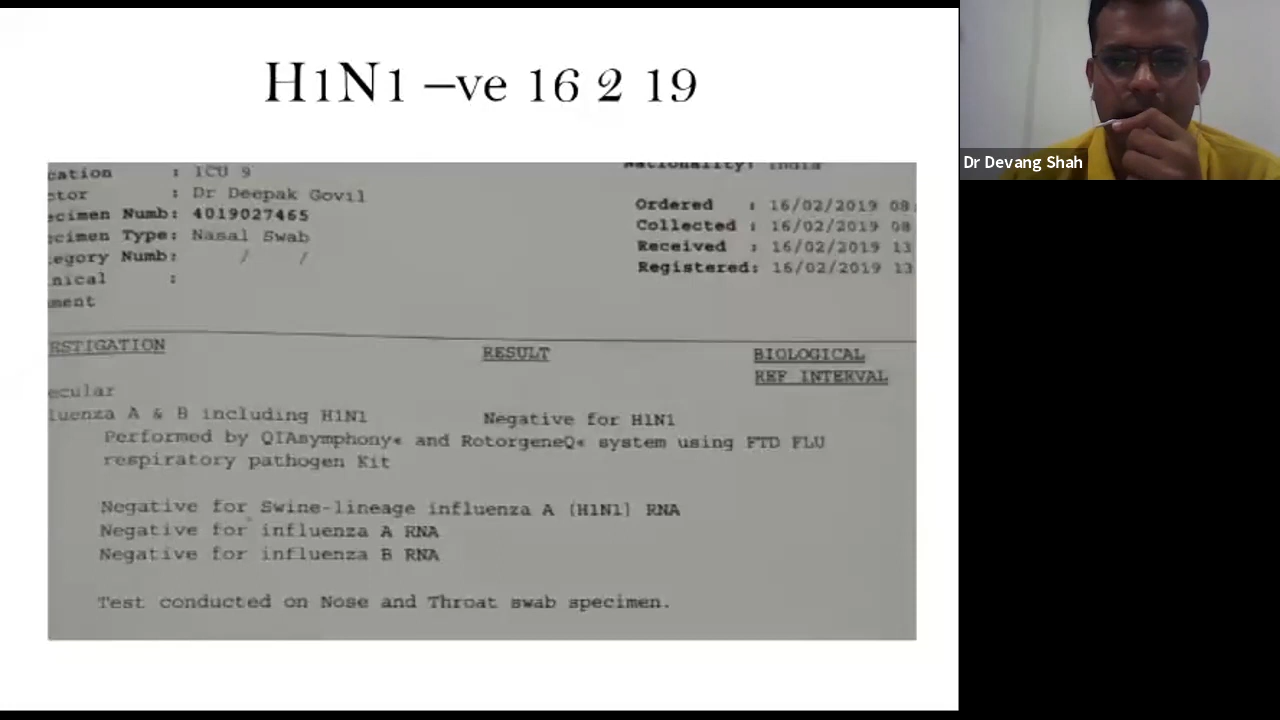 H1N1 –ve 16 2 19
cation : ICU 9
ctor : Dr Deepak Govil
ecimen Numb: 4019027465
ecimen Type: Nasal Swab
egory Numb: / /
nical :
ment
Nationality: India
Ordered : 16/02/2019 08
Collected : 16/02/2019 08
Received : 16/02/2019 13
Registered: 16/02/2019 13
ESTIGATION RESULT BIOLOGICAL
REF INTERVAL
ecular
luenza A & B including H1N1 Negative for H1N1
Performed by QIAsymphony« and RotorgeneQ« system using FTD FLU
respiratory pathogen Kit
Negative for Swine-lineage influenza A (H1N1) RNA
Negative for influenza A RNA
Negative for influenza B RNA
Test conducted on Nose and Throat swab specimen.
Dr Devang Shah